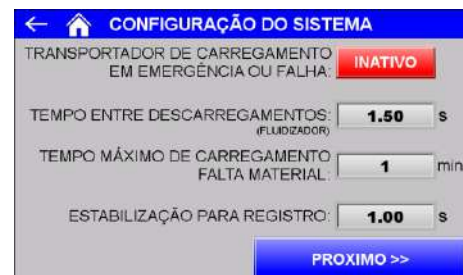 CONFIGURAÇÃO DO SISTEMA
TRANSPORTADOR DE CARREGAMENTO
EM EMERGÊNCIA OU FALHA: INATIVO
TEMPO ENTRE DESCARREGAMENTOS: 1.50 s
(FLUIDIZADOR)
TEMPO MÁXIMO DE CARREGAMENTO
FALTA MATERIAL: 1 min
ESTABILIZAÇÃO PARA REGISTRO: 1.00 s
PROXIMO >>